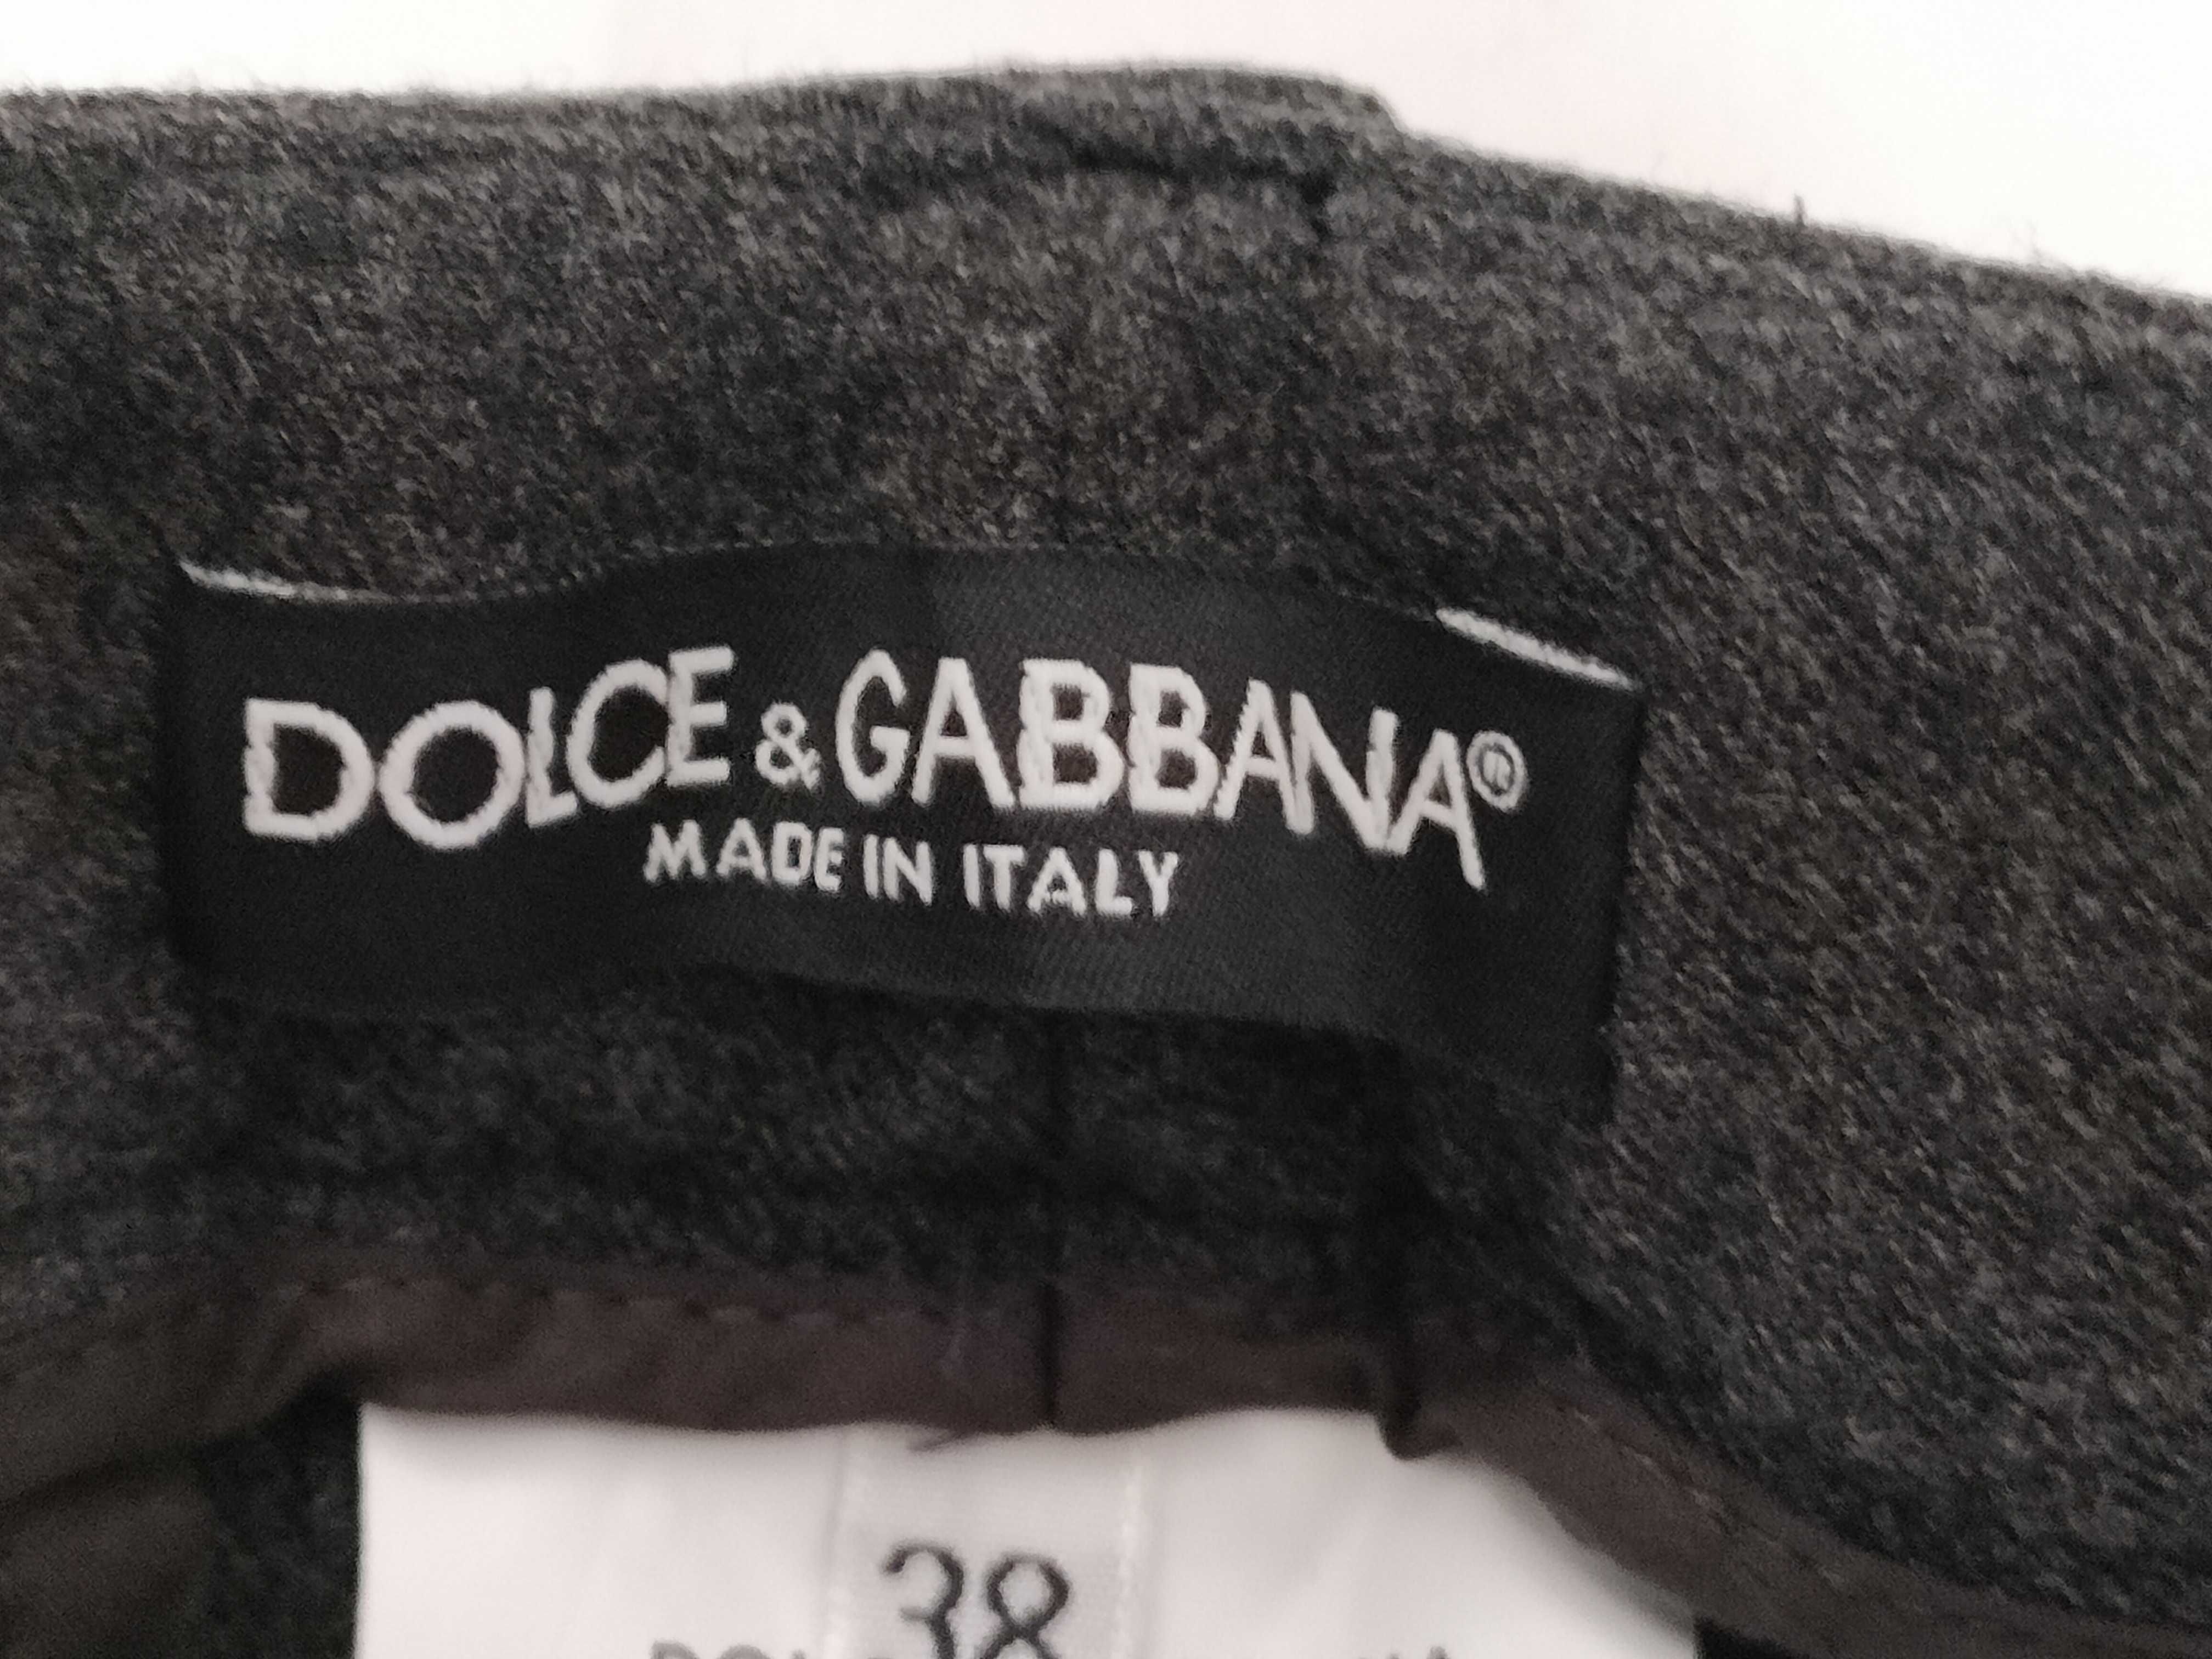 DOLCE & GABBANA®
MADE IN ITALY
38